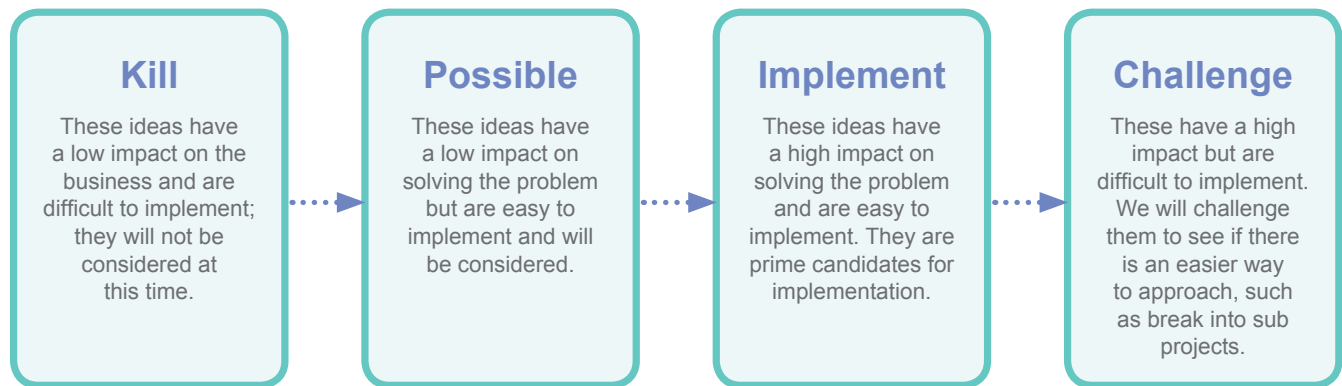 Kill
These ideas have
a low impact on the
business and are
difficult to implement;
they will not be
considered at
this time.
Possible
These ideas have
a low impact on
solving the problem
but are easy to
implement and will
be considered.
Implement
These ideas have
a high impact on
solving the problem
and are easy to
implement. They are
prime candidates for
implementation.
Challenge
These have a high
impact but are
difficult to implement.
We will challenge
them to see if there
is an easier way
to approach, such
as break into sub
projects.